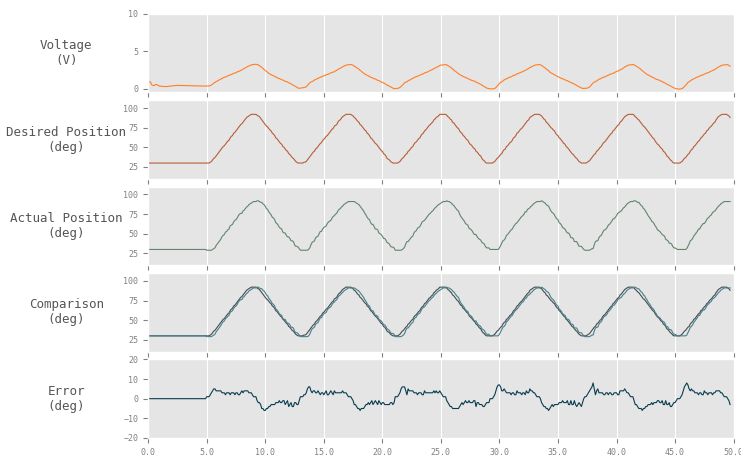 Voltage
(V)
10
5
0
Desired Position
(deg)
100
75
50
25
Actual Position
(deg)
100
75
50
25
Comparison
(deg)
100
75
50
25
Error
(deg)
20
10
0
−10
−20
0.0 5.0 10.0 15.0 20.0 25.0 30.0 35.0 40.0 45.0 50.0